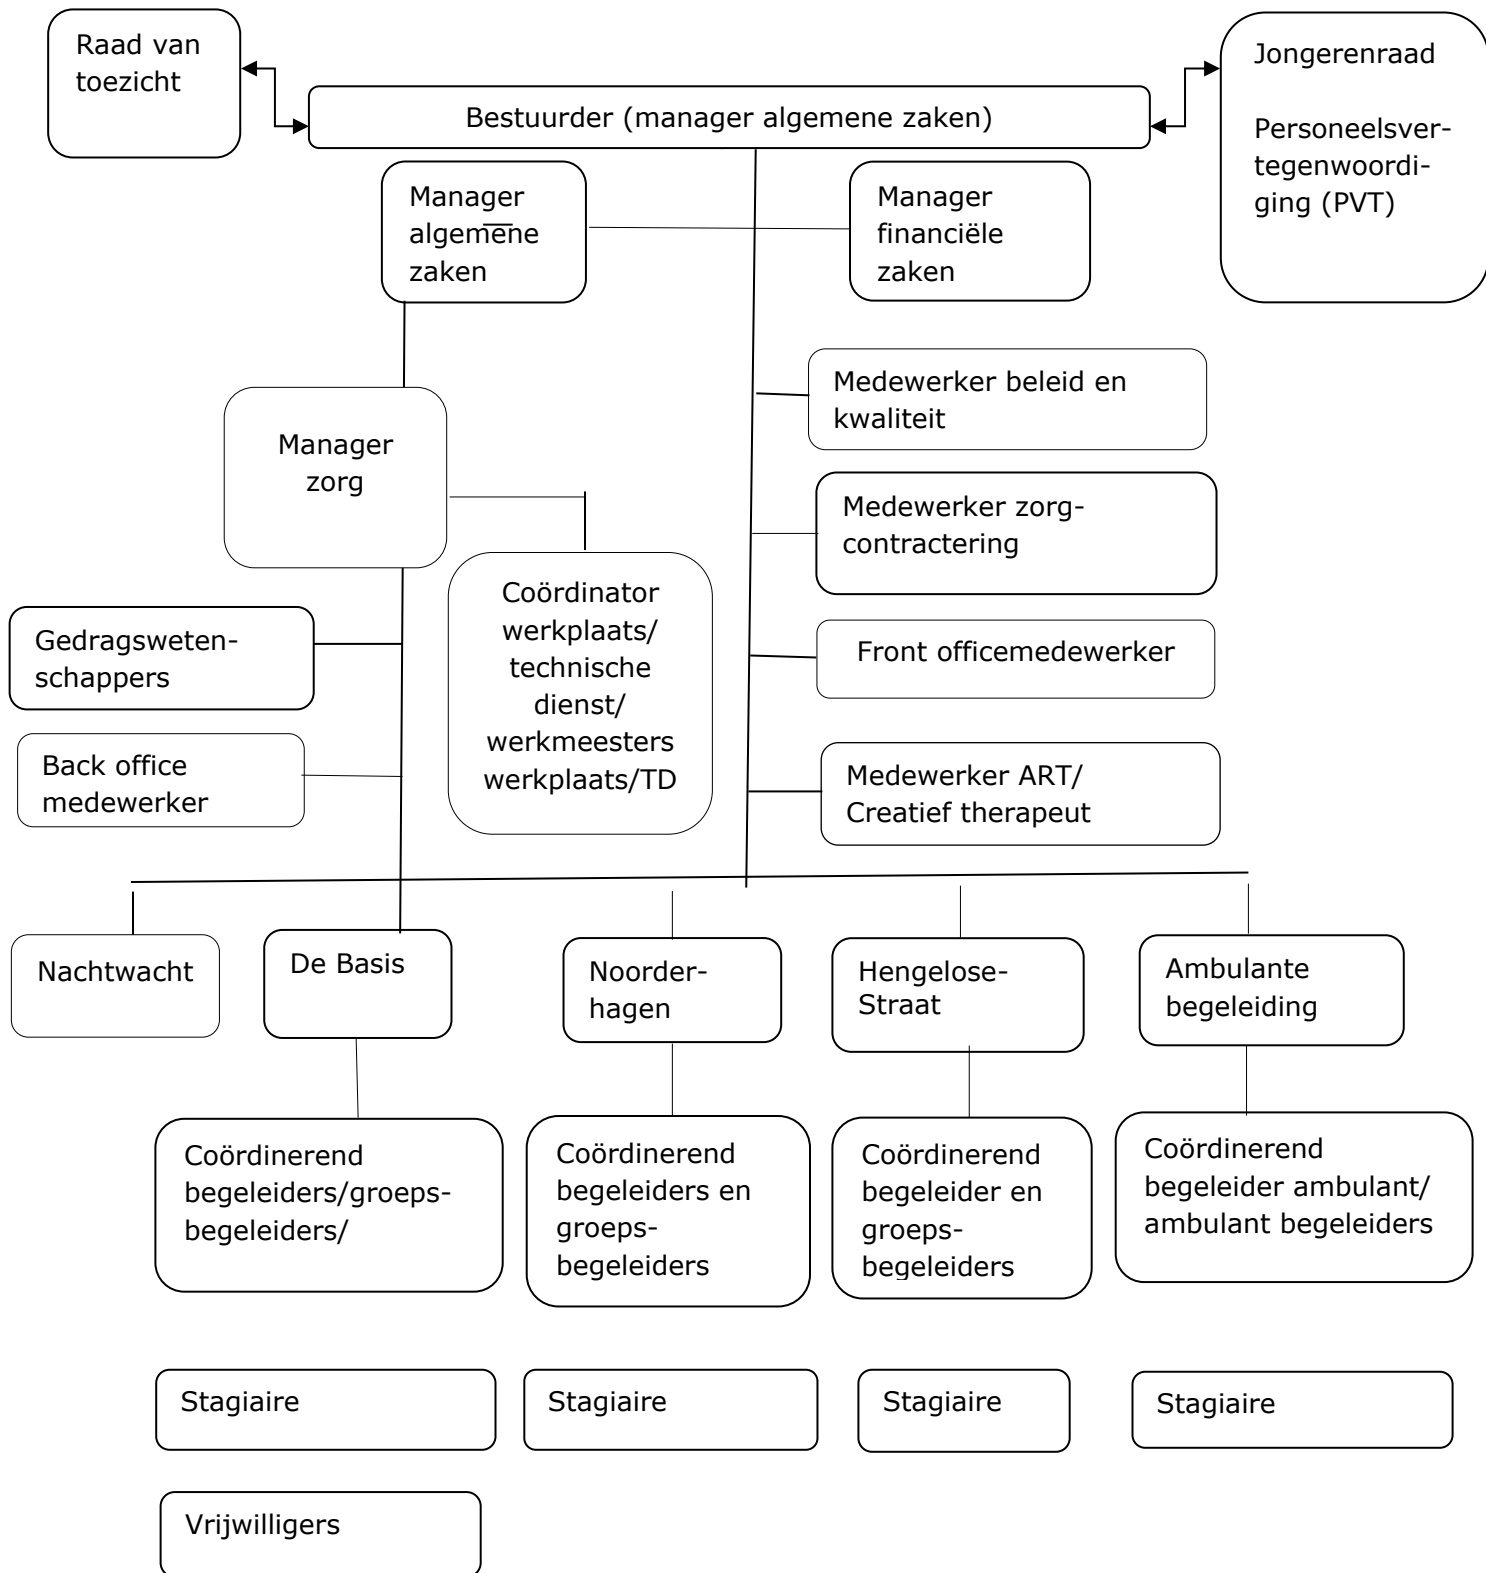 Raad van
toezicht
Bestuurder (manager algemene zaken)
Jongerenraad
Personeelsver-
tegenwoordi-
ging (PVT)
Manager
algemene
zaken
Manager
financiële
zaken
Medewerker beleid en
kwaliteit
Manager
zorg
Medewerker zorg-
contractering
Coördinator
werkplaats/
technische
dienst/
werkmeesters
werkplaats/TD
Gedragsweten-
schappers
Front officemedewerker
Back office
medewerker
Medewerker ART/
Creatief therapeut
Nachtwacht
De Basis
Noorder-
hagen
Hengelose-
Straat
Ambulante
begeleiding
Coördinerend
begeleiders/groeps-
begeleiders/
Coördinerend
begeleiders en
groeps-
begeleiders
Coördinerend
begeleider en
groeps-
begeleiders
Coördinerend
begeleider ambulant/
ambulant begeleiders
Stagiaire
Stagiaire
Stagiaire
Stagiaire
Vrijwilligers